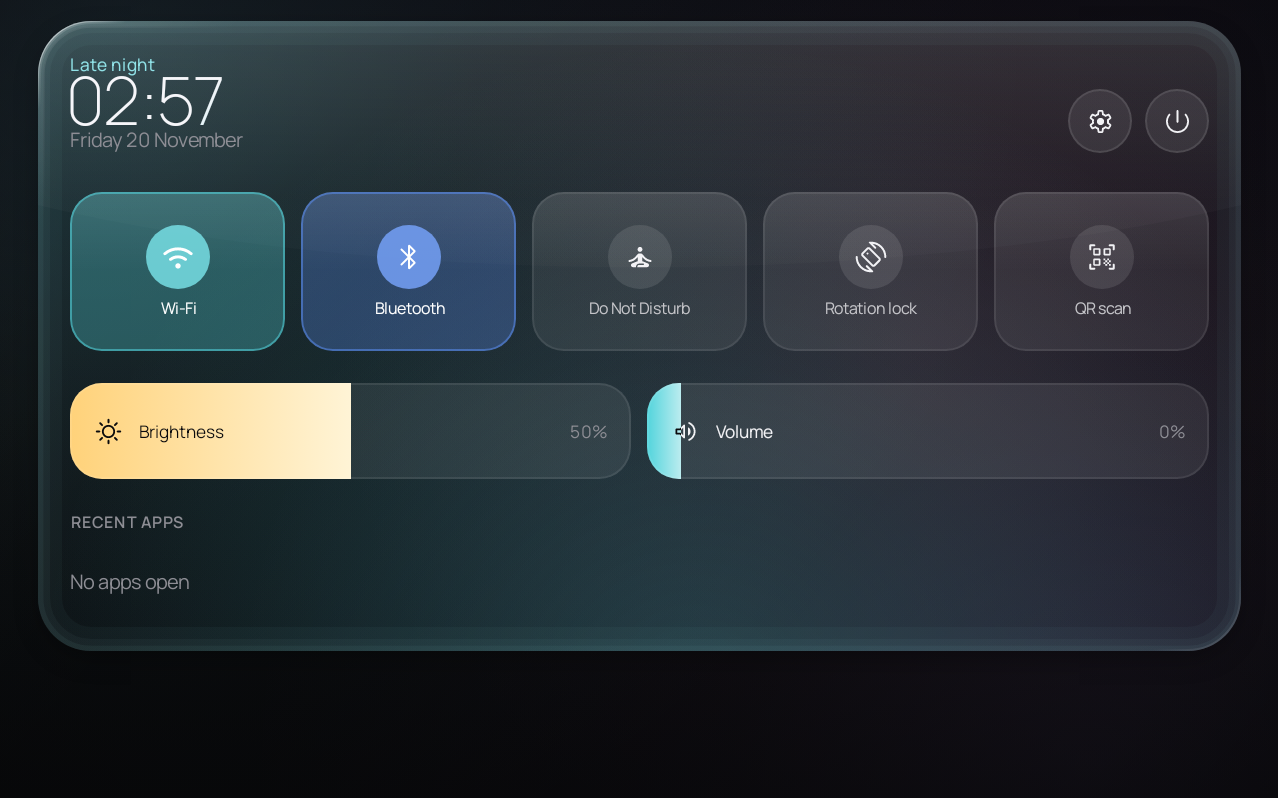 Late night
02:57
Friday 20 November
Wi-Fi
Bluetooth
Do Not Disturb
Rotation lock
QR scan
Brightness
50%
Volume
0%
RECENT APPS
No apps open